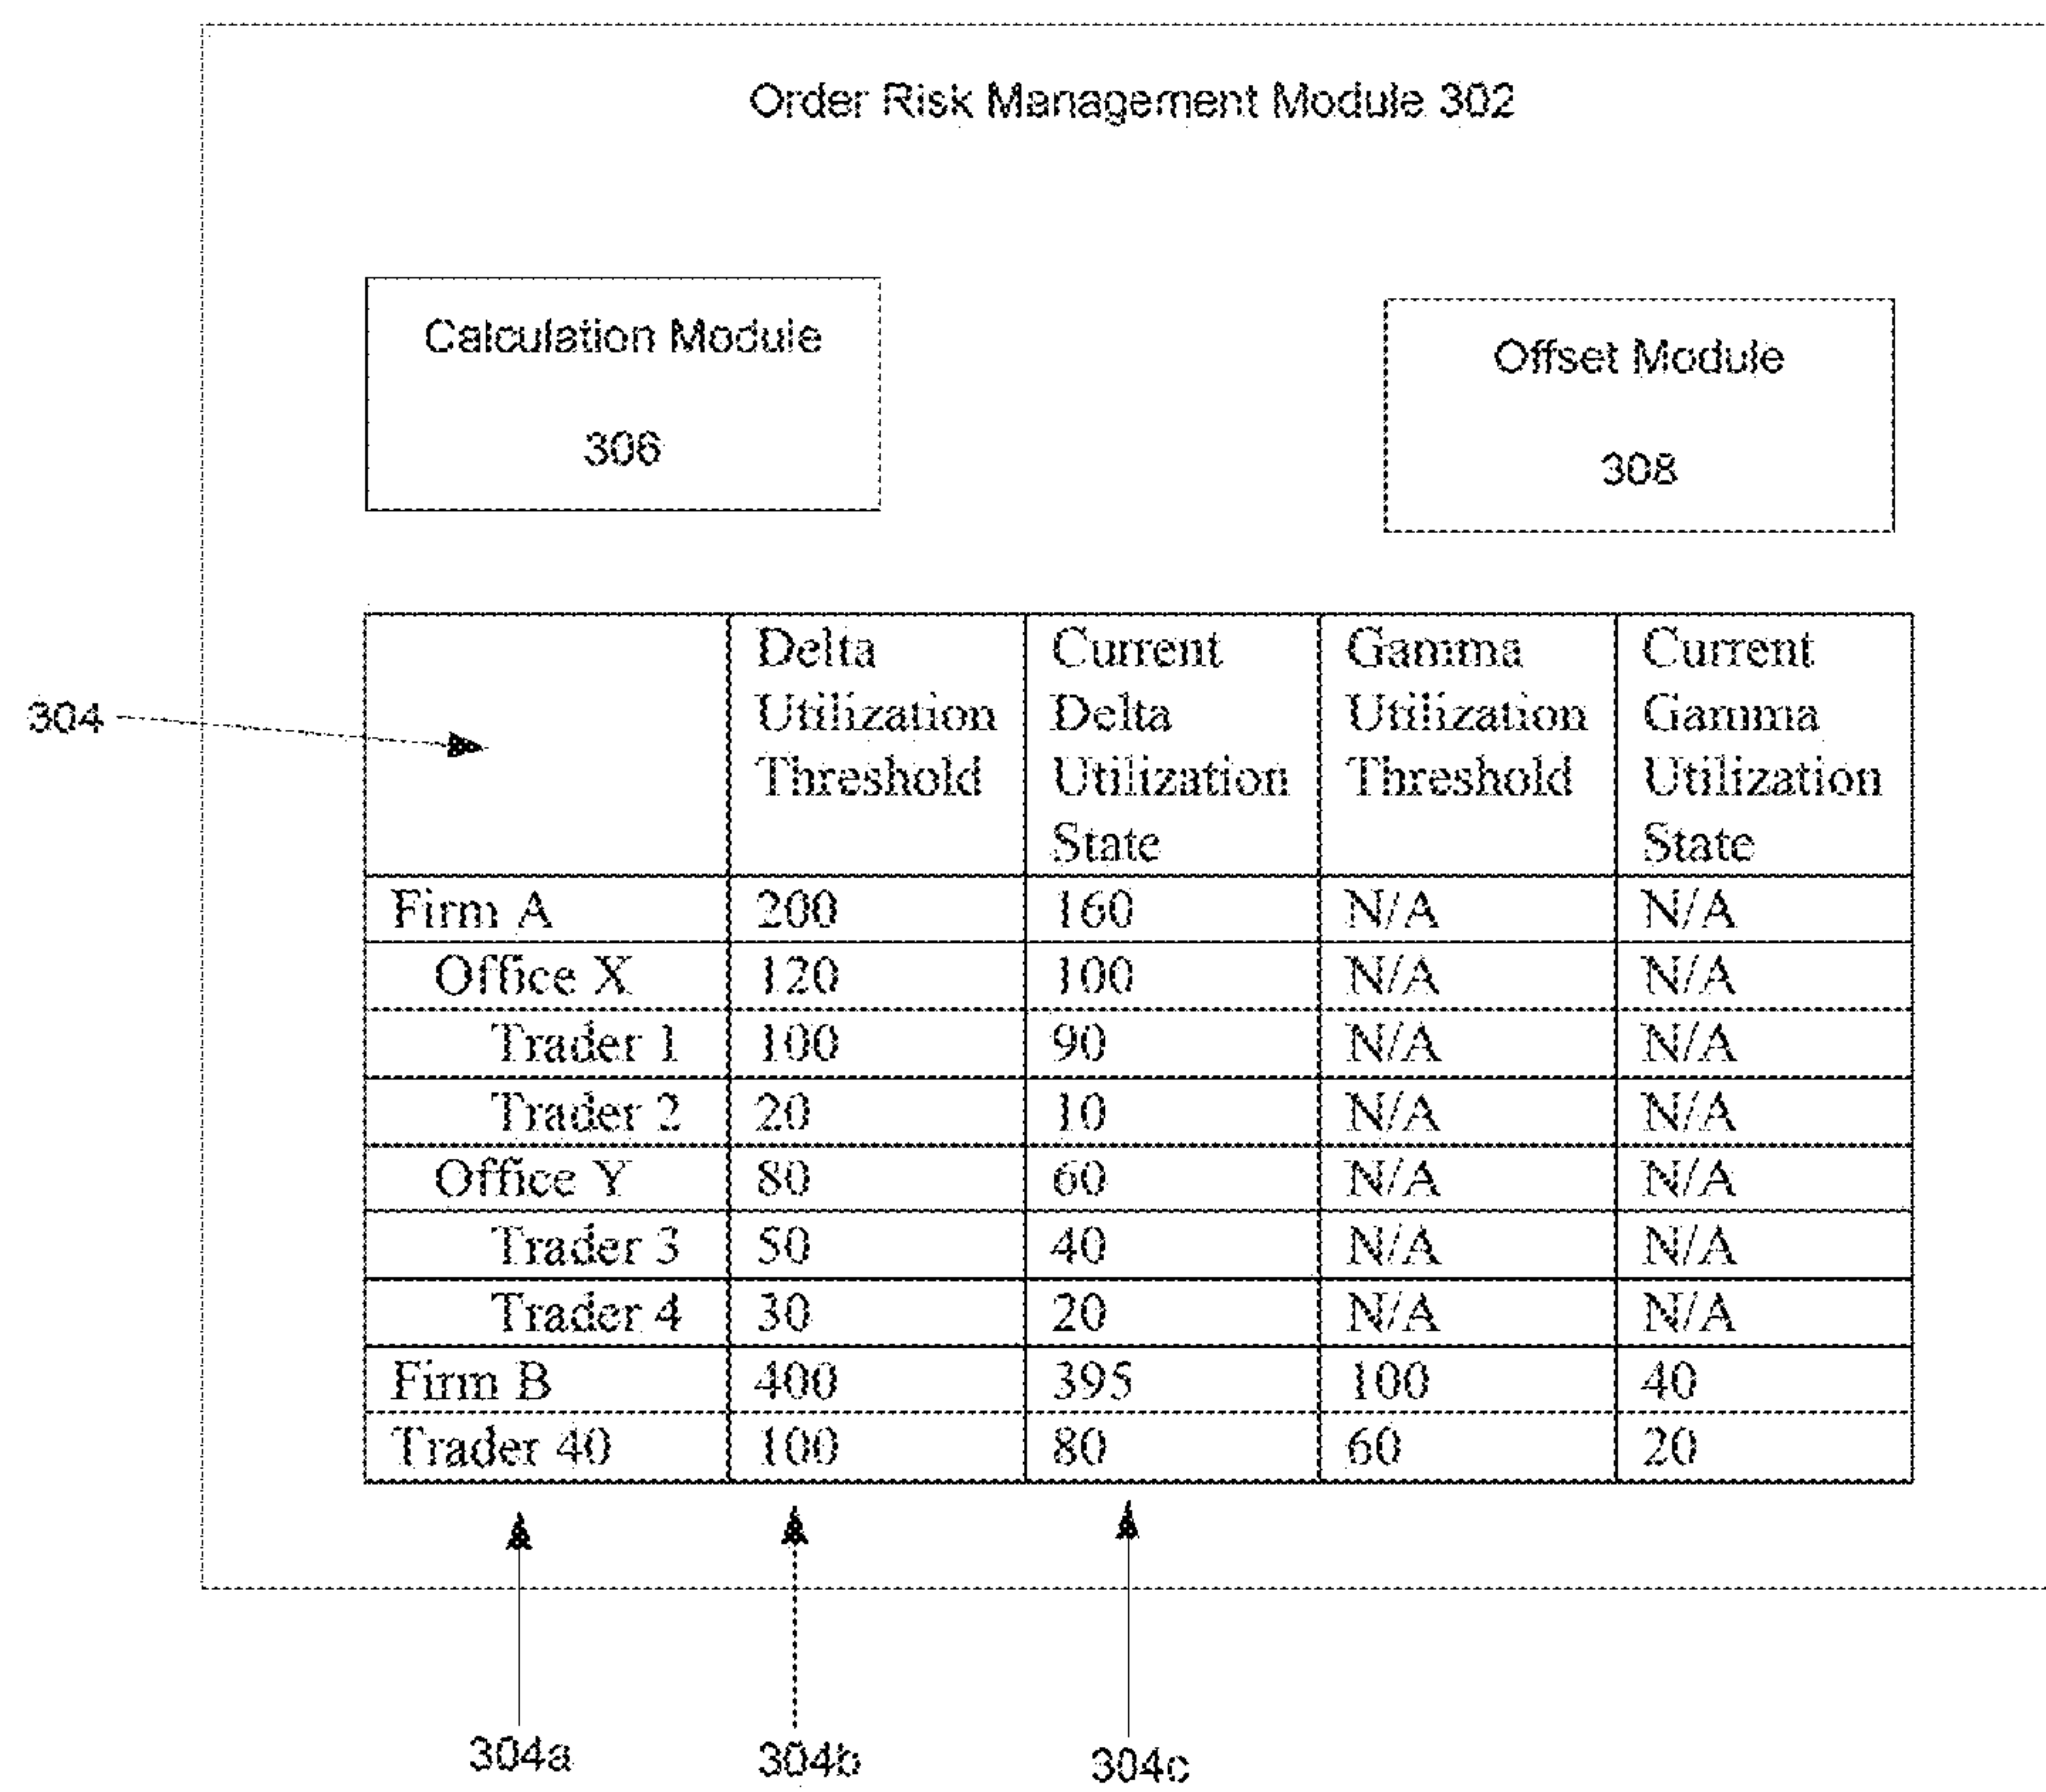 Order Risk Management Module 302
Calculation Module
306
Offset Module
308
304
Delta Utilization Threshold Current Delta Utilization State Gamma Utilization Threshold Current Gamma Utilization State
Firm A 200 160 N/A N/A
Office X 120 100 N/A N/A
Trader 1 100 90 N/A N/A
Trader 2 20 10 N/A N/A
Office Y 80 60 N/A N/A
Trader 3 50 40 N/A N/A
Trader 4 30 20 N/A N/A
Firm B 400 395 100 40
Trader 40 100 80 60 20
304a 304b 304c